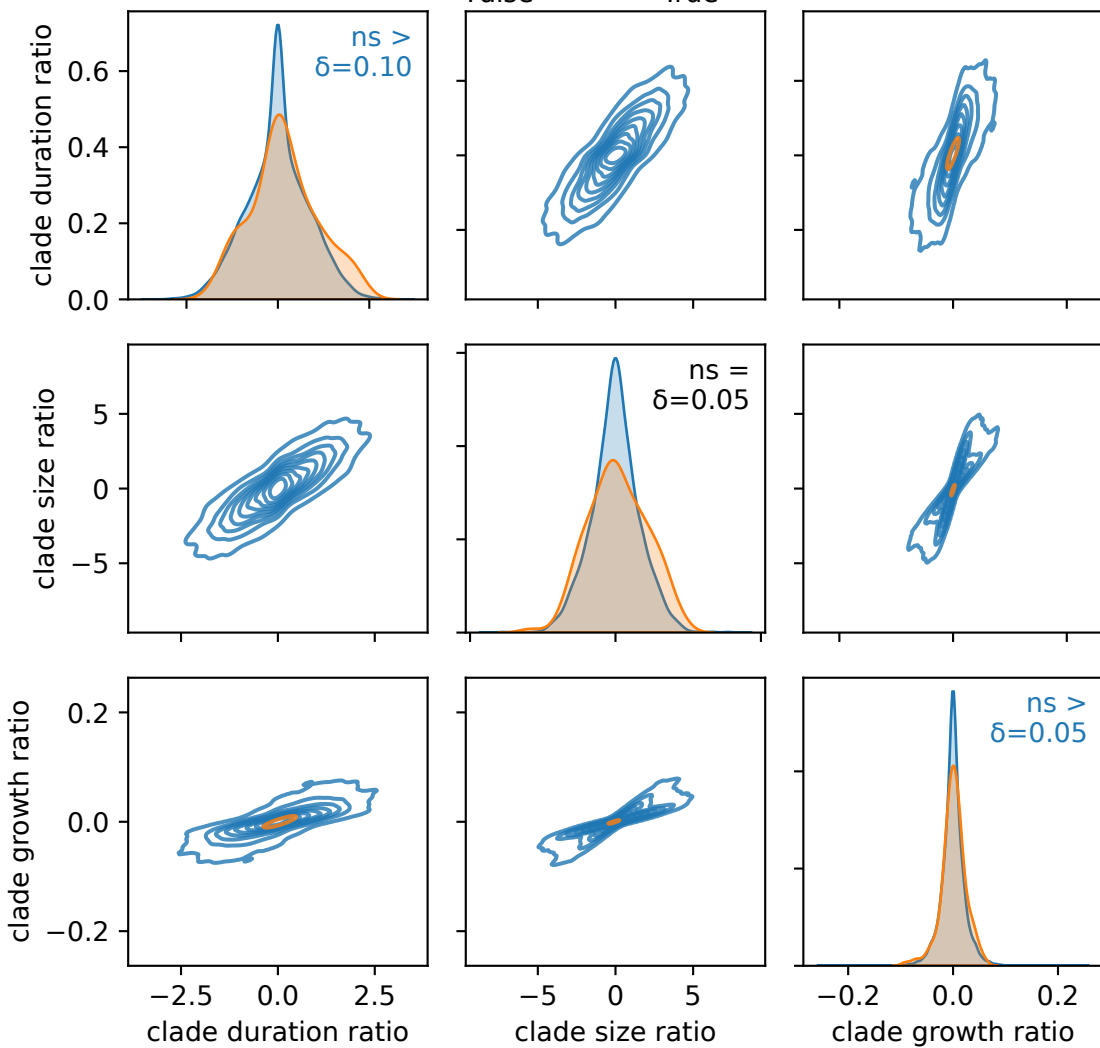 clade duration ratio
0.6
0.4
0.2
0.0
ns >
δ=0.10
clade size ratio
5
0
−5
ns =
δ=0.05
clade growth ratio
0.2
0.0
−0.2
ns >
δ=0.05
−2.5 0.0 2.5
−5 0 5
−0.2 0.0 0.2
clade duration ratio
clade size ratio
clade growth ratio